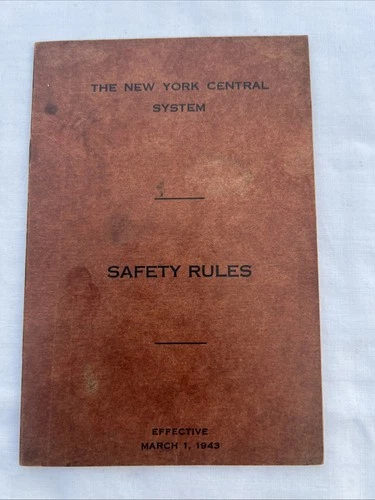 THE NEW YORK CENTRAL
SYSTEM
SAFETY RULES
EFFECTIVE
MARCH 1, 1943